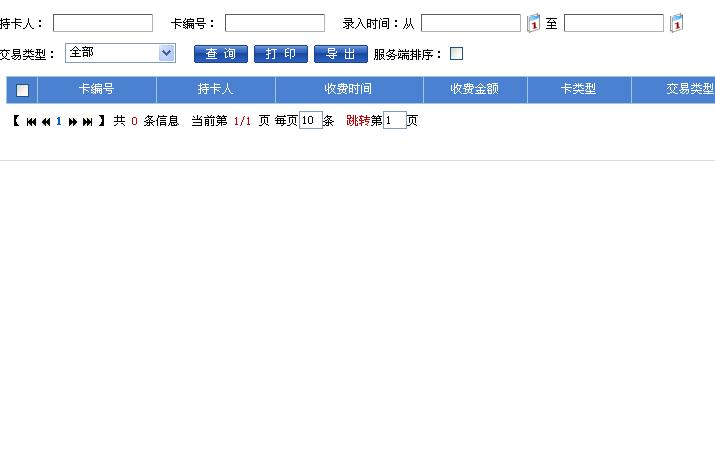 持卡人： 卡编号： 录入时间：从 至
交易类型： 全部 查 询 打 印 导 出 服务端排序：
卡编号 持卡人 收费时间 收费金额 卡类型 交易类型
【 1 】 共 0 条信息 当前第 1/1 页 每页 10 条 跳转第 1 页